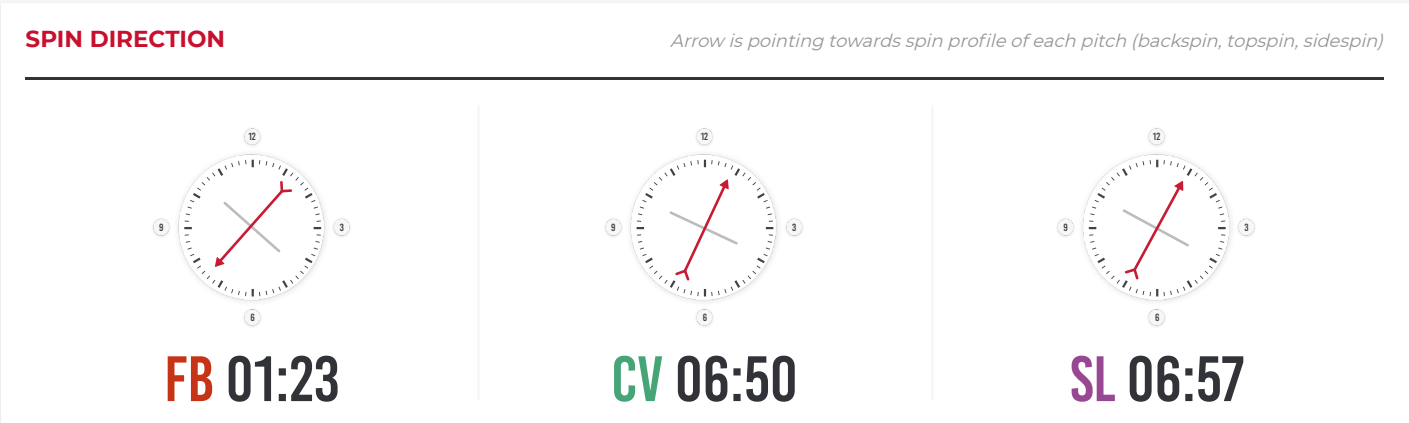 SPIN DIRECTION
Arrow is pointing towards spin profile of each pitch (backspin, topspin, sidespin)
12
9
3
6
FB 01:23
12
9
3
6
CV 06:50
12
9
3
6
SL 06:57